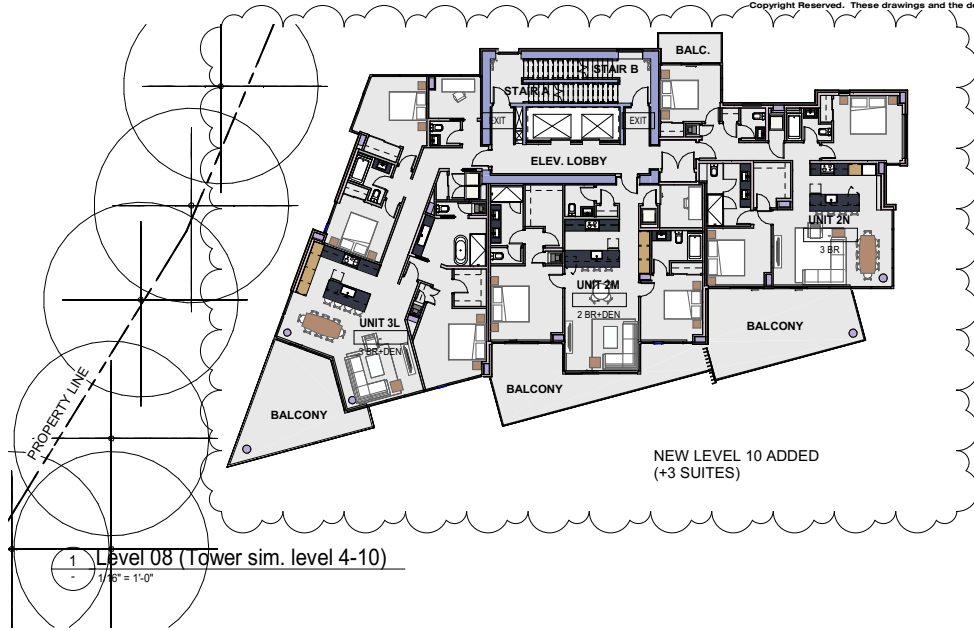 Copyright Reserved. These drawings and the de
BALC.
STAIR B
STAIR A
EXIT
EXIT
ELEV. LOBBY
UNIT 2N
3 BR
UNIT 2M
2 BR+DEN
UNIT 3L
3 BR+DEN
BALCONY
BALCONY
BALCONY
PROPERTY LINE
NEW LEVEL 10 ADDED
(+3 SUITES)
1
-
Level 08 (Tower sim. level 4-10)
1/16" = 1'-0"